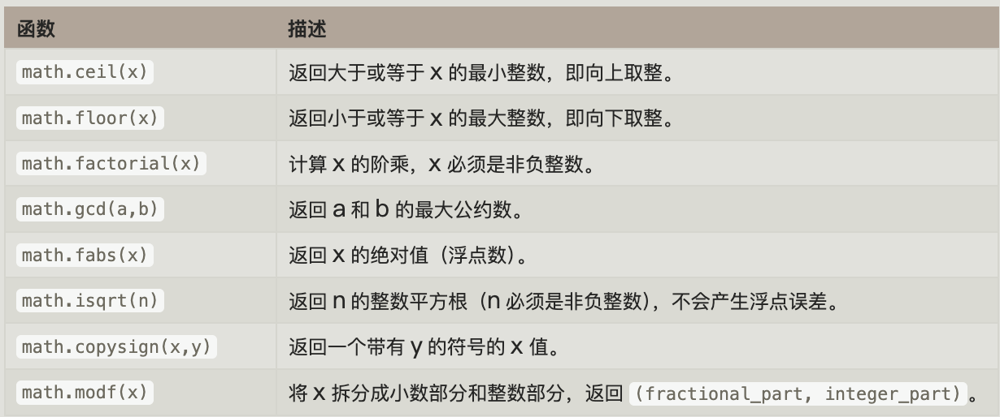 函数 描述
math.ceil(x) 返回大于或等于 x 的最小整数，即向上取整。
math.floor(x) 返回小于或等于 x 的最大整数，即向下取整。
math.factorial(x) 计算 x 的阶乘，x 必须是非负整数。
math.gcd(a,b) 返回 a 和 b 的最大公约数。
math.fabs(x) 返回 x 的绝对值（浮点数）。
math.isqrt(n) 返回 n 的整数平方根（n 必须是非负整数），不会产生浮点误差。
math.copysign(x,y) 返回一个带有 y 的符号的 x 值。
math.modf(x) 将 x 拆分成小数部分和整数部分，返回 (fractional_part, integer_part) 。